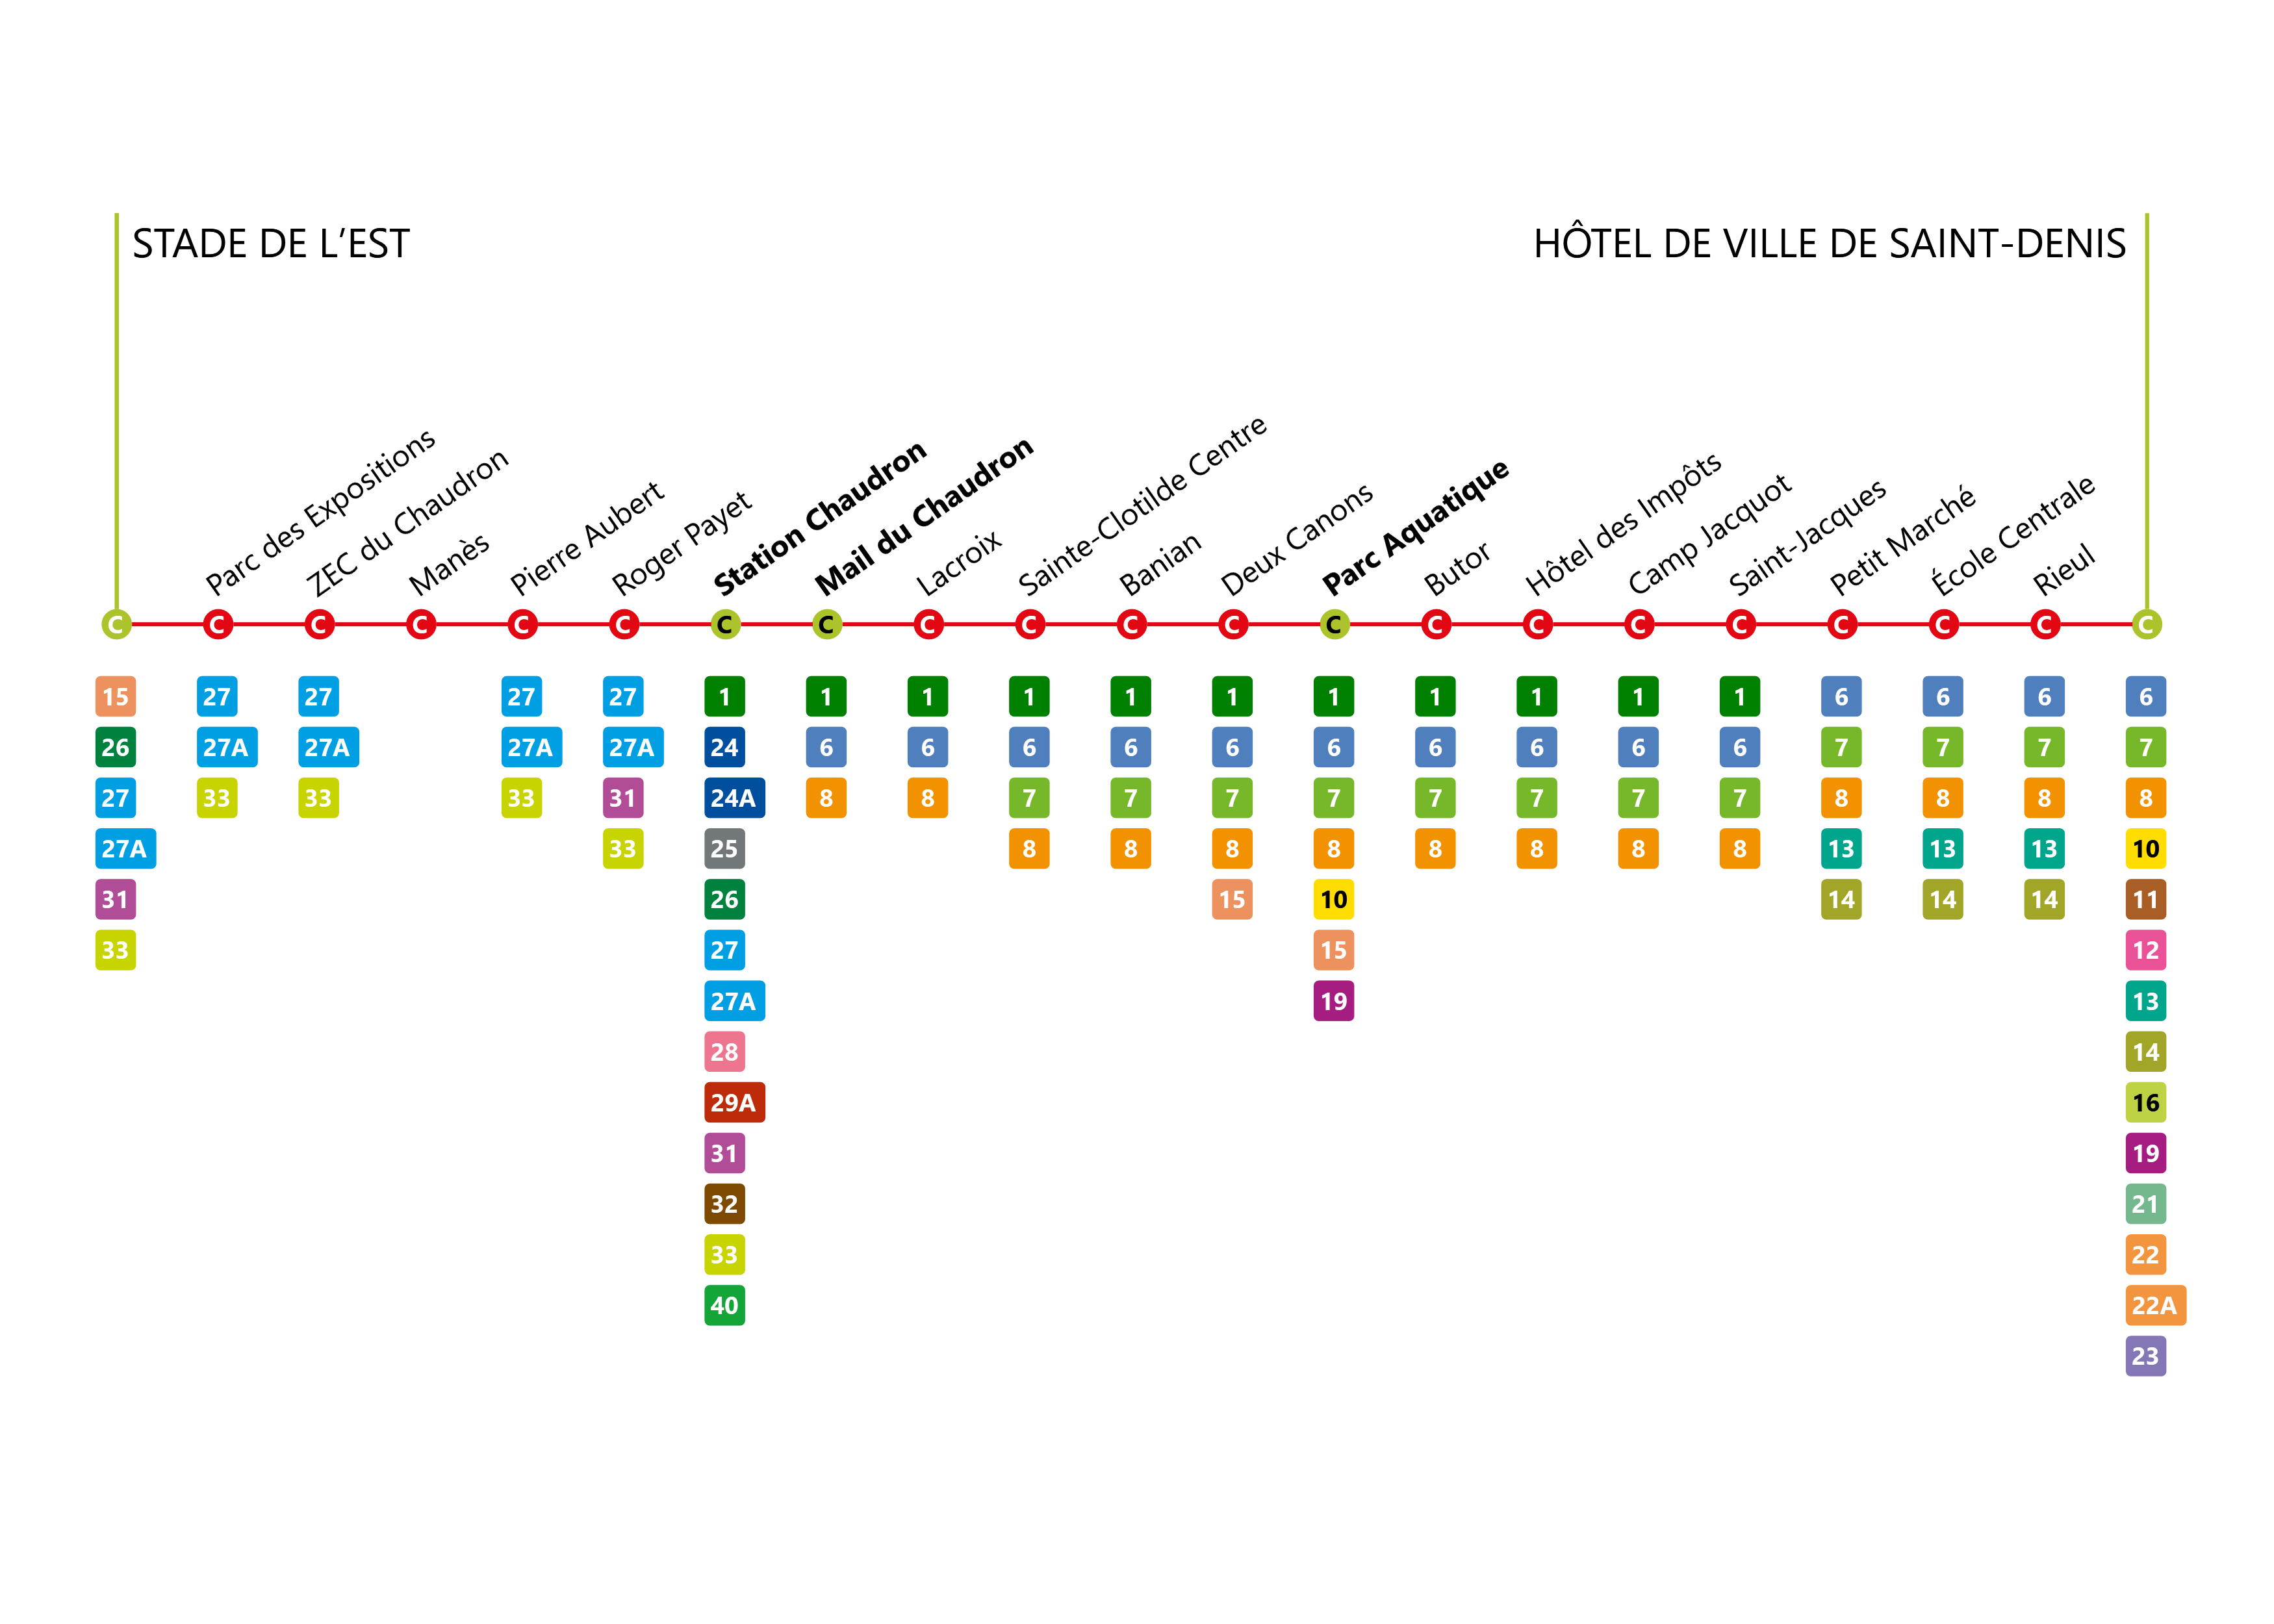 STADE DE L’EST
HÔTEL DE VILLE DE SAINT-DENIS
Parc des Expositions
ZEC du Chaudron
Manès
Pierre Aubert
Roger Payet
Station Chaudron
Mail du Chaudron
Lacroix
Sainte-Clotilde Centre
Banian
Deux Canons
Parc Aquatique
Butor
Hôtel des Impôts
Camp Jacquot
Saint-Jacques
Petit Marché
École Centrale
Rieul
C C C C C C C C C C C C C C C C C C C C C
15 27 27 27 27 1 1 1 1 1 1 1 1 1 1 1 6 6 6 6
26 27A 27A 27A 27A 24 6 6 6 6 6 6 6 6 6 6 7 7 7 7
27 33 33 33 31 24A 8 8 7 7 7 7 7 7 7 7 8 8 8 8
27A 33 25 8 8 8 8 8 8 8 8 13 13 13 10
31 26 15 10 14 14 14 11
33 27 15 12
27A 19 13
28 14
29A 16
31 19
32 21
33 22
40 22A
23